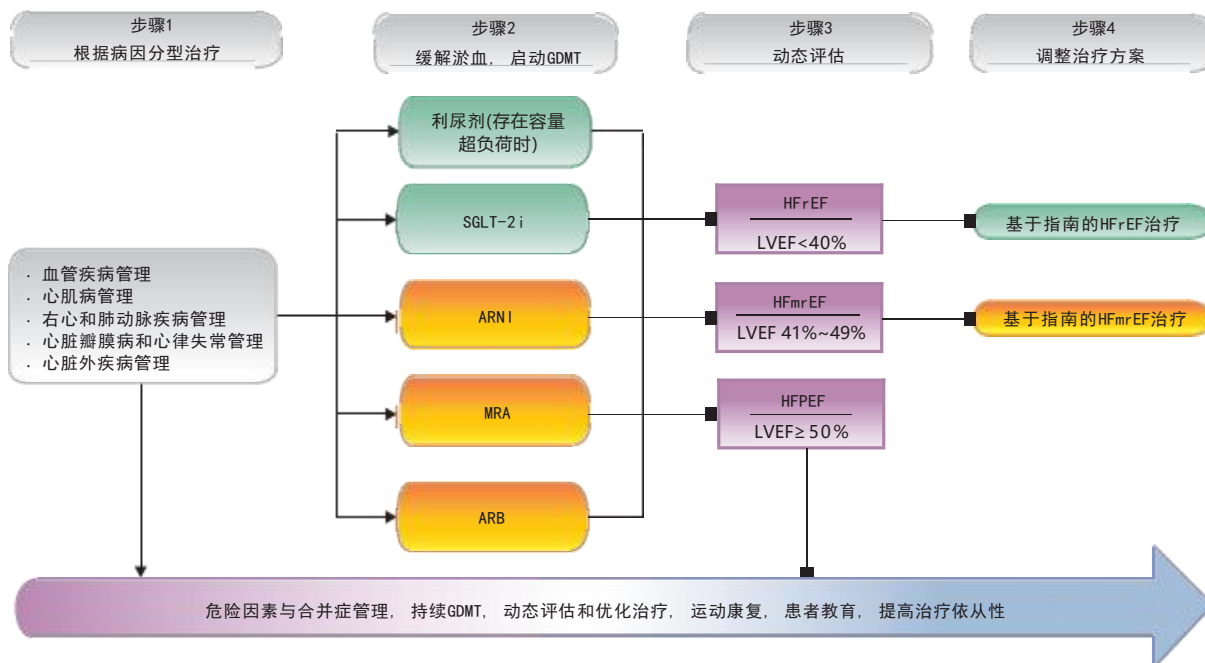 步骤1
根据病因分型治疗
步骤2
缓解淤血, 启动GDMT
步骤3
动态评估
步骤4
调整治疗方案
· 血管疾病管理
· 心肌病管理
· 右心和肺动脉疾病管理
· 心脏瓣膜病和心律失常管理
· 心脏外疾病管理
利尿剂(存在容量
超负荷时)
SGLT-2i
ARNI
MRA
ARB
HFrEF
LVEF<40%
HFmrEF
LVEF 41%~49%
HFPEF
LVEF≥50%
基于指南的HFrEF治疗
基于指南的HFmrEF治疗
危险因素与合并症管理, 持续GDMT, 动态评估和优化治疗, 运动康复, 患者教育, 提高治疗依从性